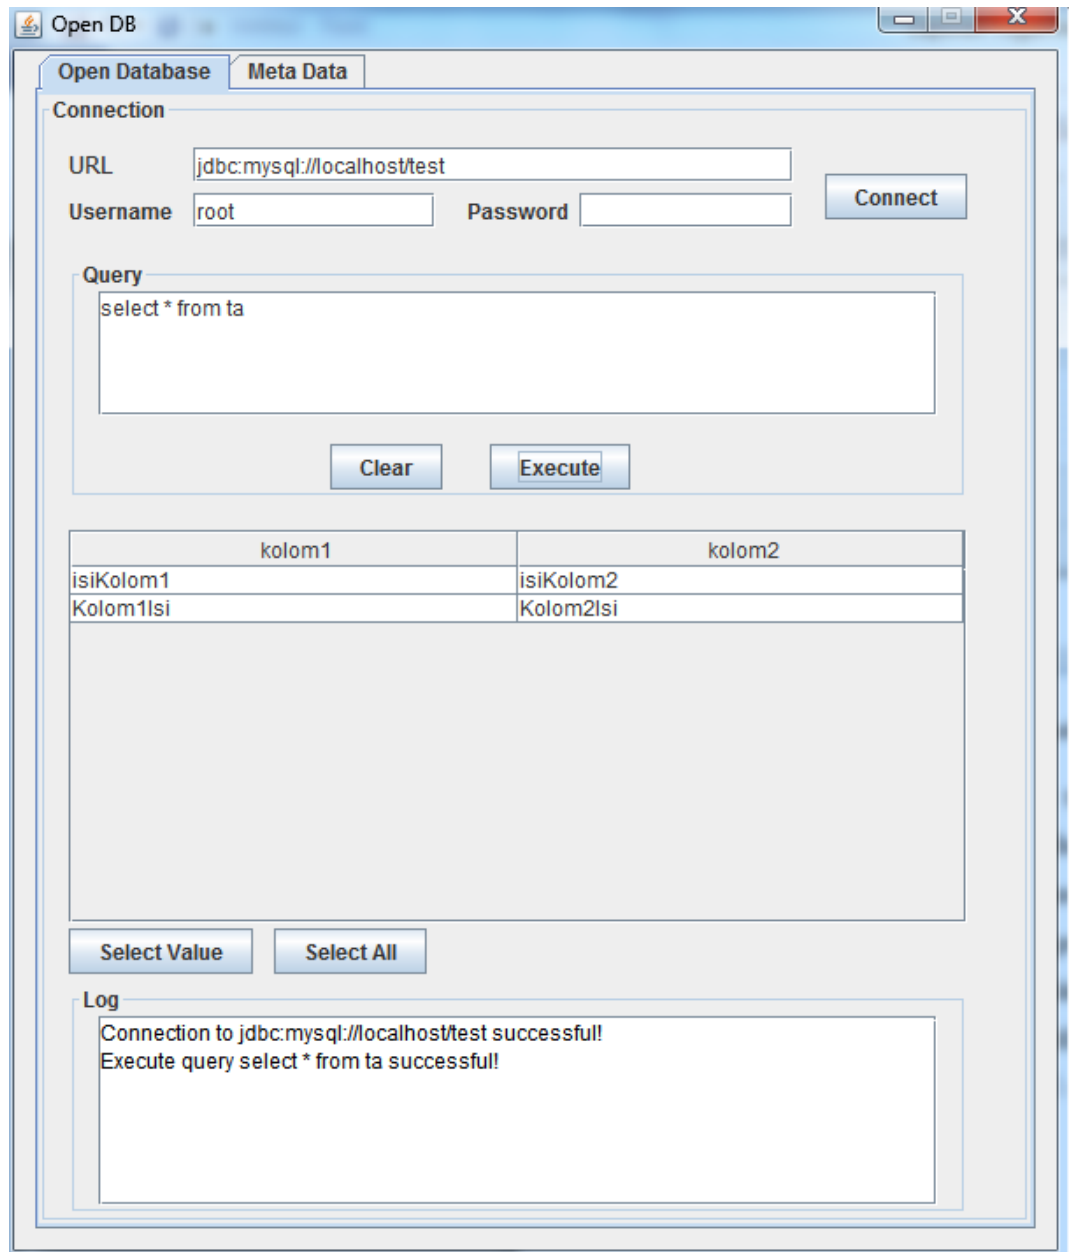 Open DB
Open Database Meta Data
Connection
URL jdbc:mysql://localhost/test
Connect
Username root Password
Query
select * from ta
Clear Execute
kolom1 kolom2
isiKolom1 isiKolom2
Kolom1Isi Kolom2Isi
Select Value Select All
Log
Connection to jdbc:mysql://localhost/test successful!
Execute query select * from ta successful!